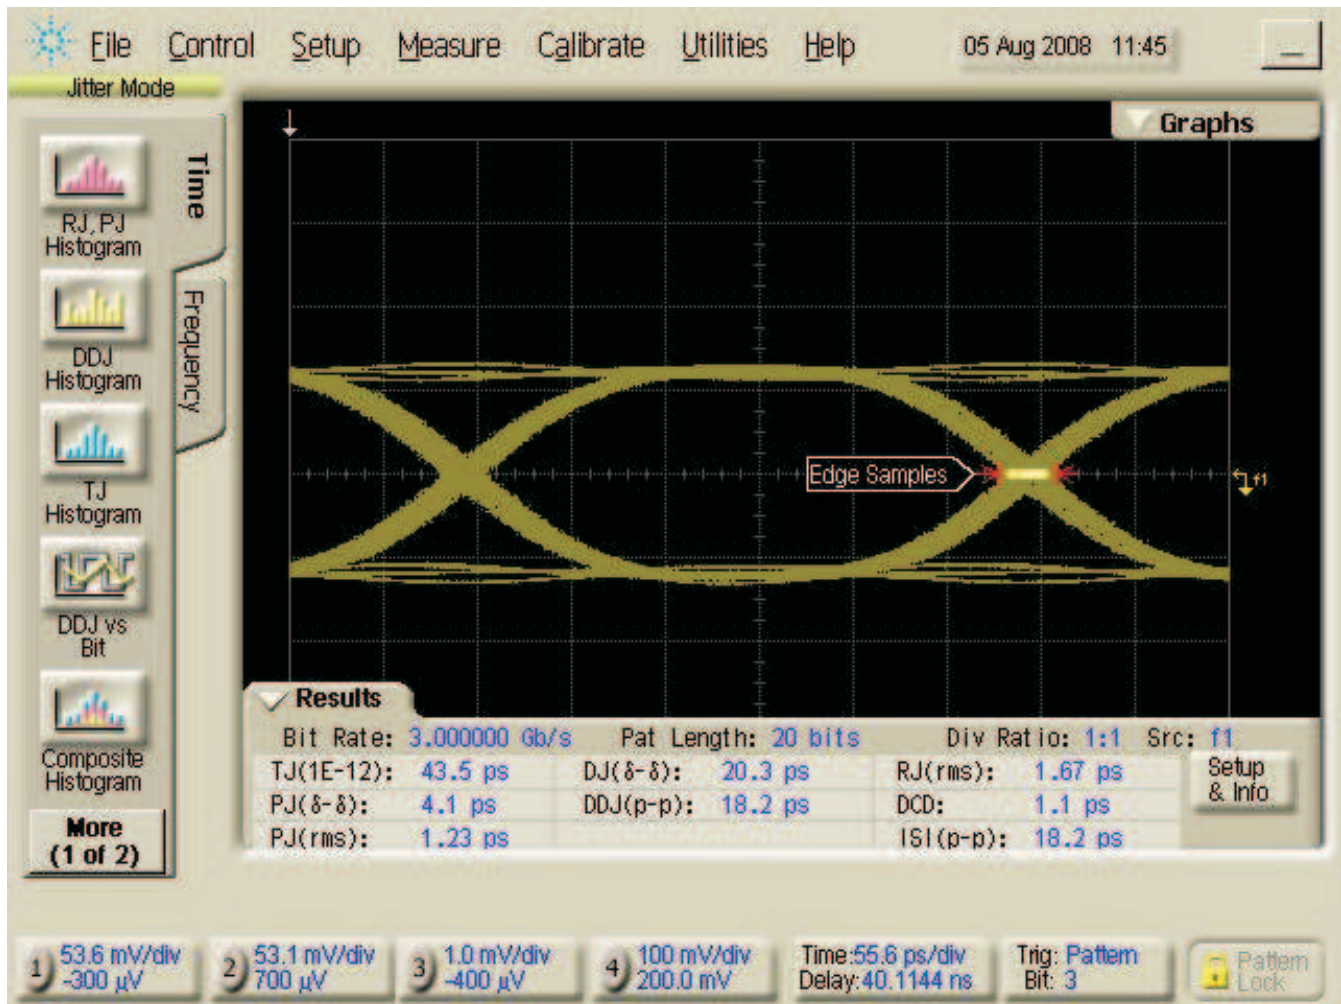 File Control Setup Measure Calibrate Utilities Help 05 Aug 2008 11:45
Jitter Mode
Graphs
Time
Frequency
RJ, PJ
Histogram
DDJ
Histogram
TJ
Histogram
DDJ vs
Bit
Composite
Histogram
More
(1 of 2)
Edge Samples
f1
Results
Bit Rate: 3.000000 Gb/s Pat Length: 20 bits Div Ratio: 1:1 Src: f1
TJ(1E-12): 43.5 ps DJ(δ-δ): 20.3 ps RJ(rms): 1.67 ps
PJ(δ-δ): 4.1 ps DDJ(p-p): 18.2 ps DCD: 1.1 ps
PJ(rms): 1.23 ps ISI(p-p): 18.2 ps
Setup
& Info
1) 53.6 mV/div
-300 μV
2) 53.1 mV/div
700 μV
3) 1.0 mV/div
-400 μV
4) 100 mV/div
200.0 mV
Time:55.6 ps/div
Delay:40.1144 ns
Trig: Pattern
Bit: 3
Pattern
Lock